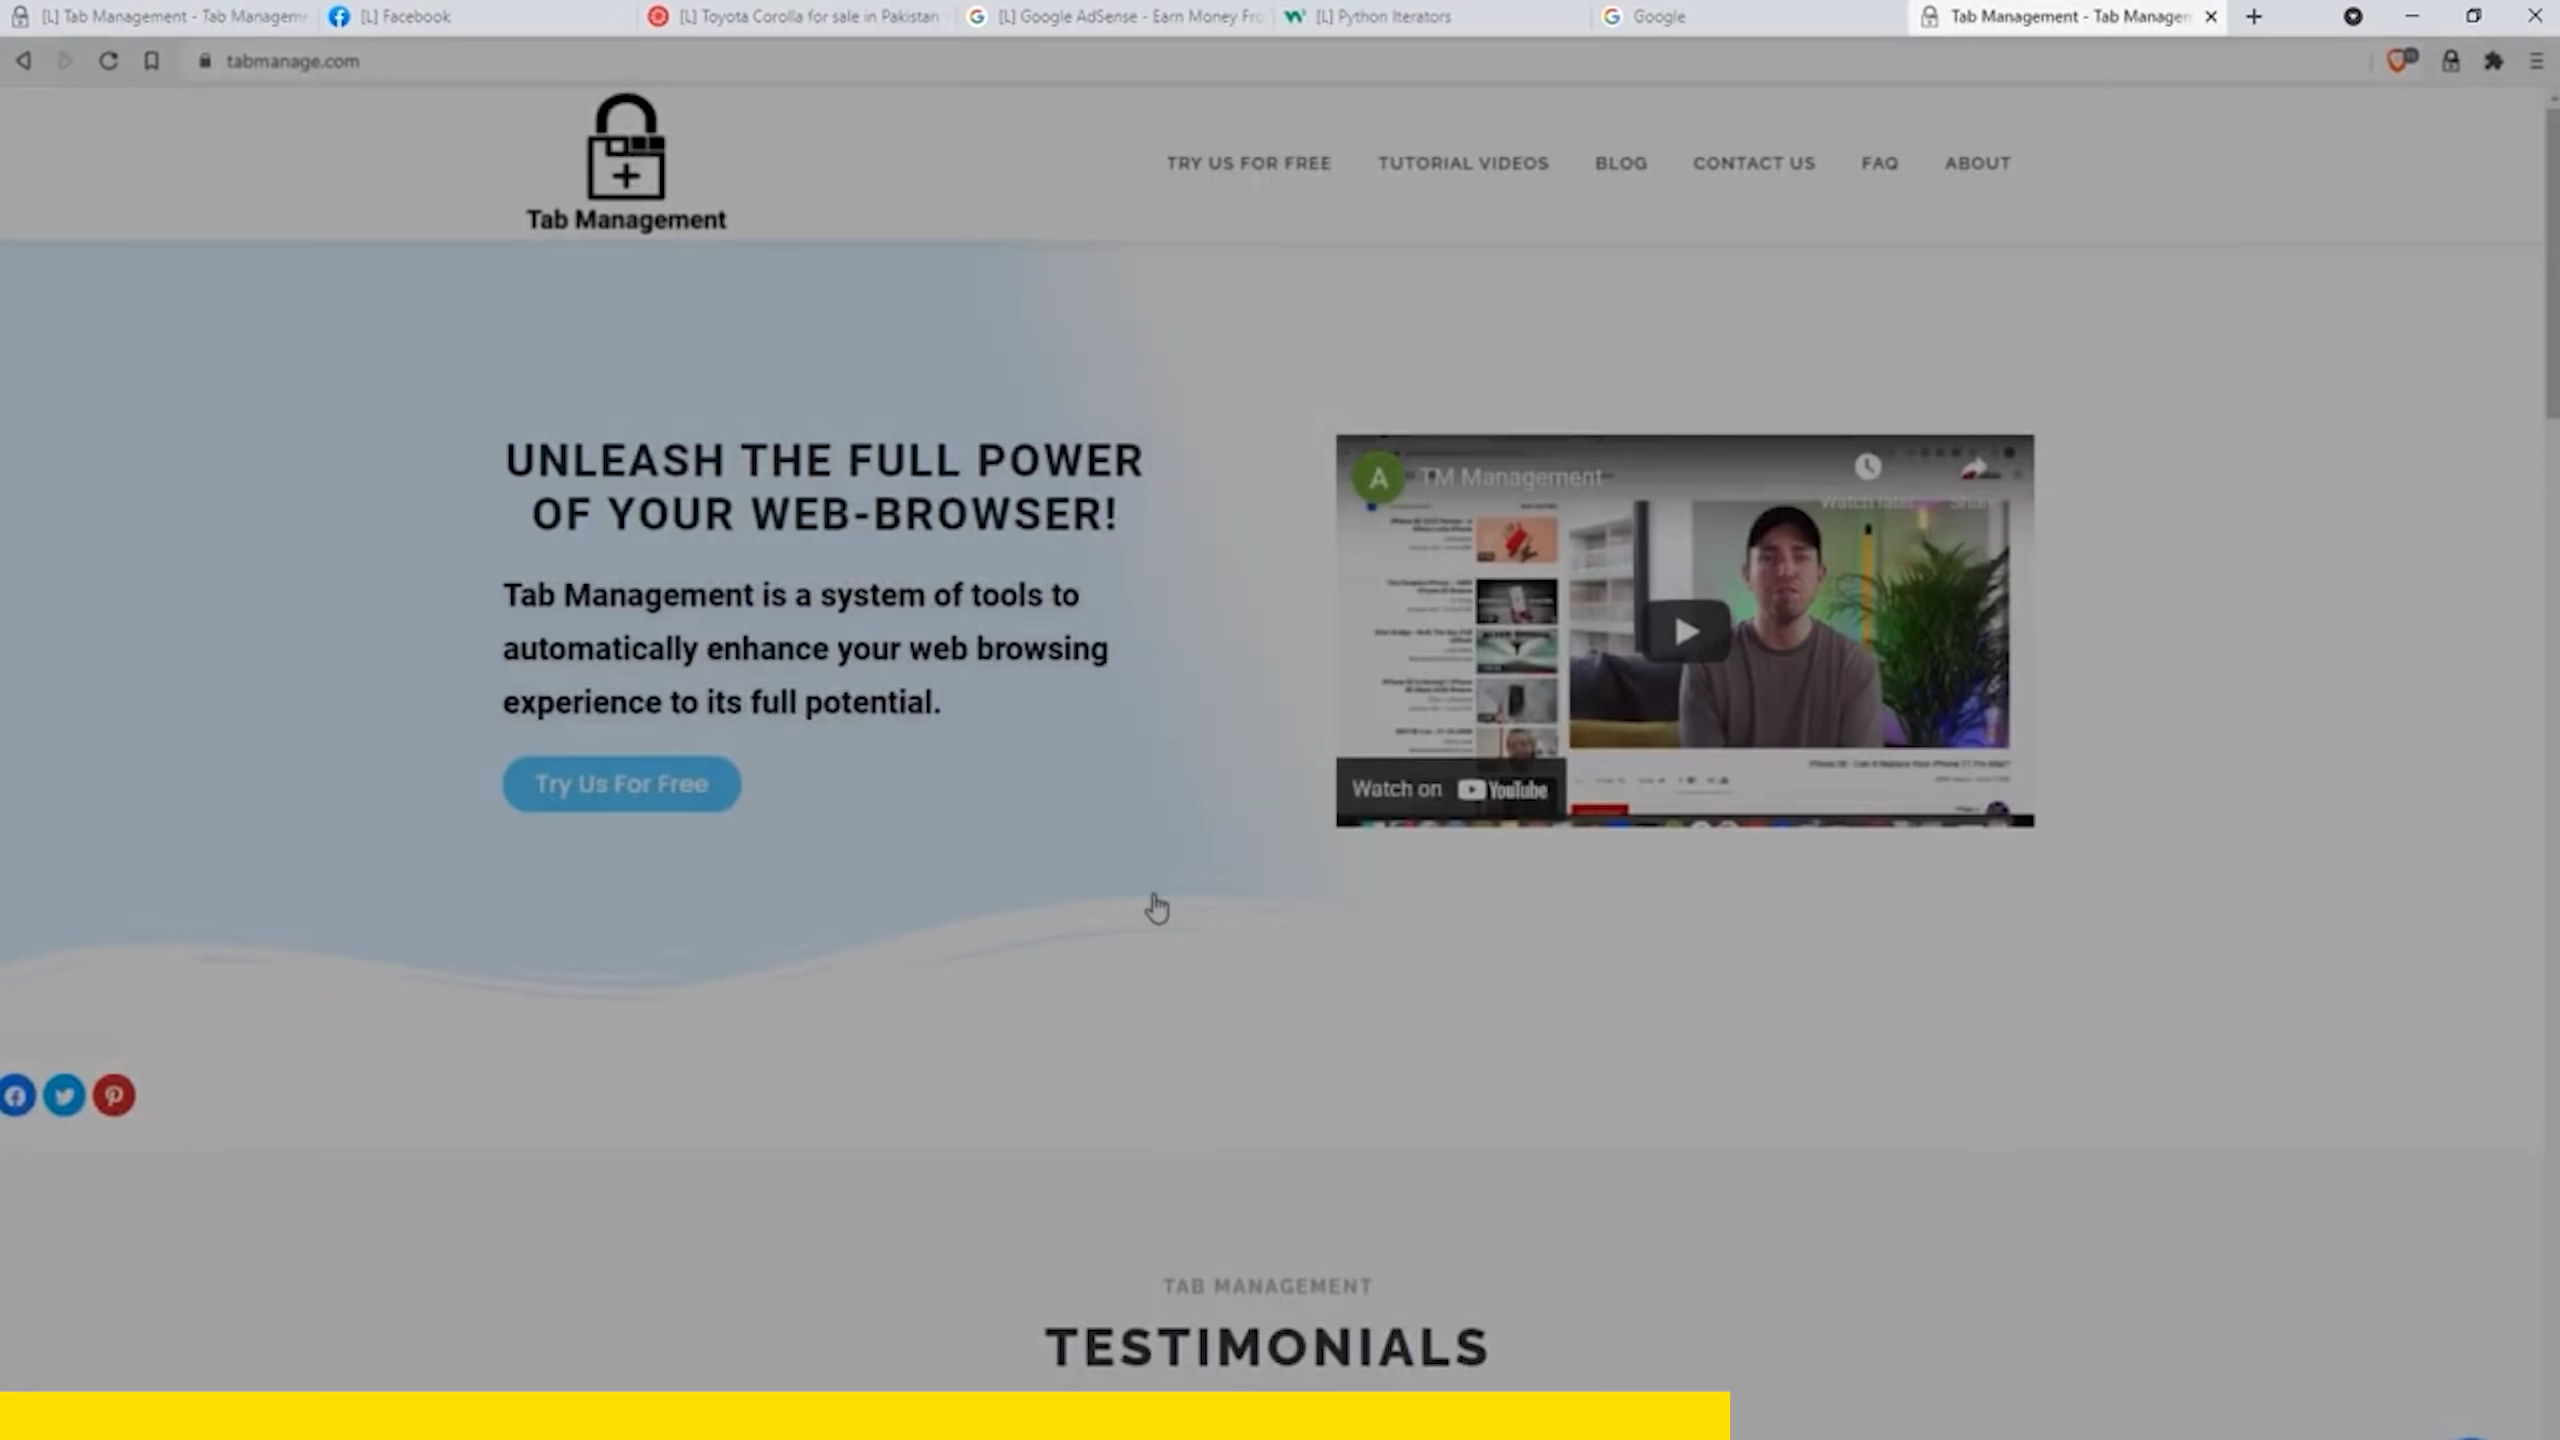 [L] Tab Management - Tab Manageme
[L] Facebook
[L] Toyota Corolla for sale in Pakistan
[L] Google AdSense - Earn Money Fro
[L] Python Iterators
Google
Tab Management - Tab Manager
tabmanage.com
Tab Management
TRY US FOR FREE
TUTORIAL VIDEOS
BLOG
CONTACT US
FAQ
ABOUT
UNLEASH THE FULL POWER
OF YOUR WEB-BROWSER!
Tab Management is a system of tools to
automatically enhance your web browsing
experience to its full potential.
Try Us For Free
A
TM Management
Watch later
Watch on YouTube
TAB MANAGEMENT
TESTIMONIALS